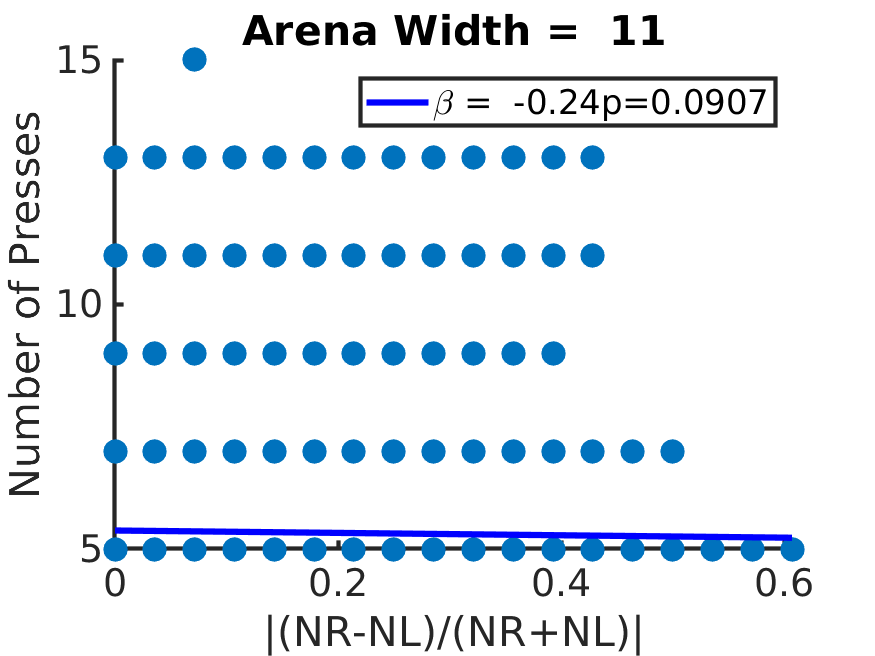 Arena Width =  11
β =  -0.24p=0.0907
Number of Presses
15
10
5
0 0.2 0.4 0.6
|(NR-NL)/(NR+NL)|